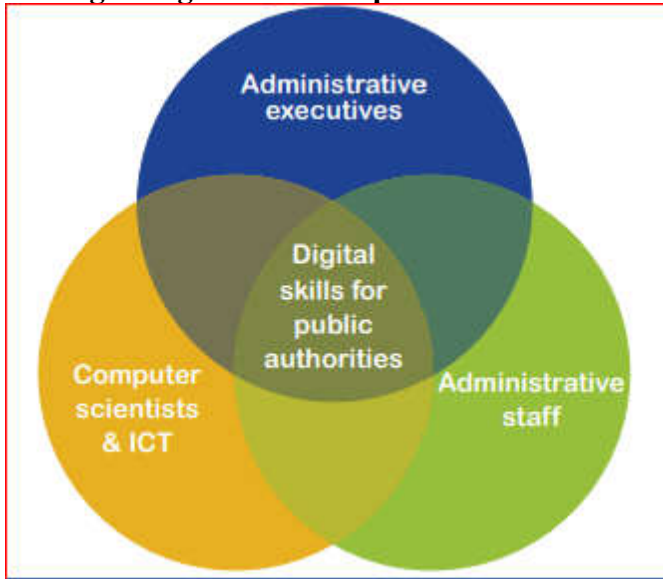 Administrative
executives
Digital
skills for
public
authorities
Computer
scientists
& ICT
Administrative
staff